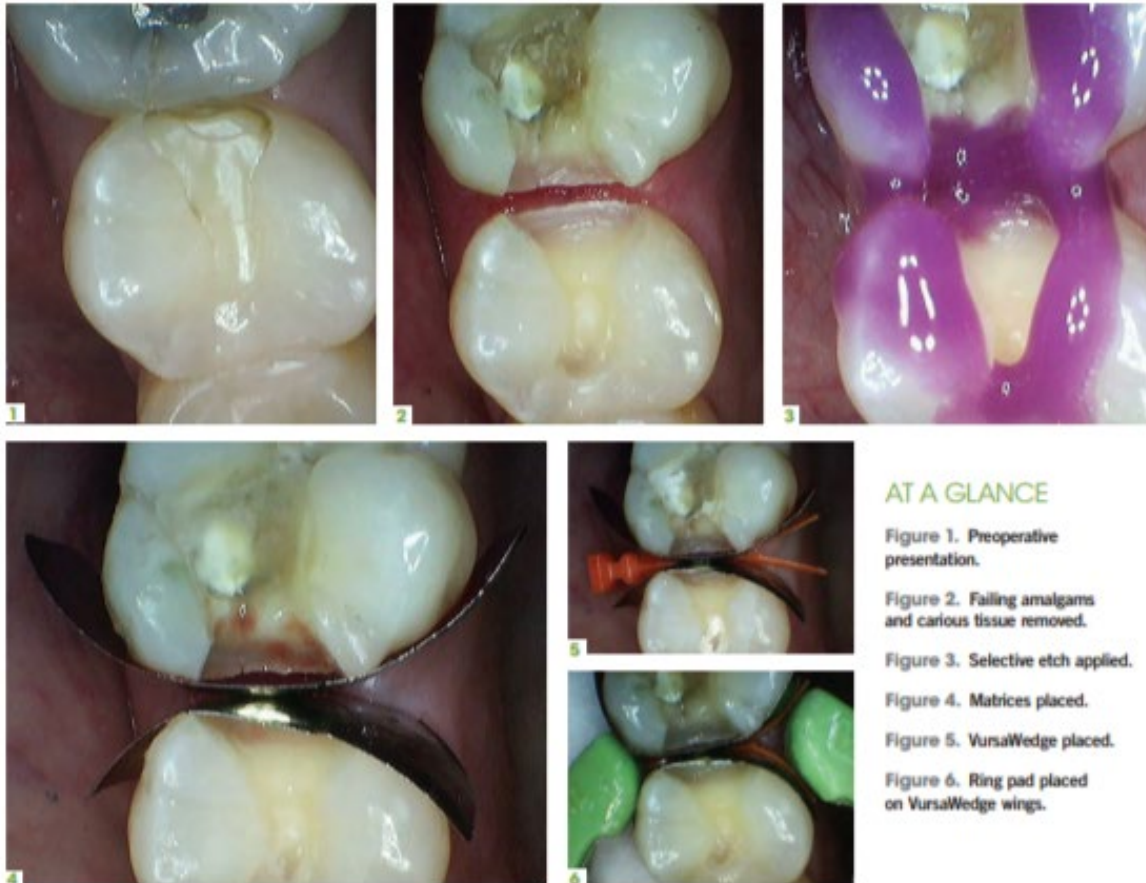 1
2
3
4
5
6
AT A GLANCE
Figure 1. Preoperative
presentation.
Figure 2. Failing amalgams
and carious tissue removed.
Figure 3. Selective etch applied.
Figure 4. Matrices placed.
Figure 5. VursaWedge placed.
Figure 6. Ring pad placed
on VursaWedge wings.